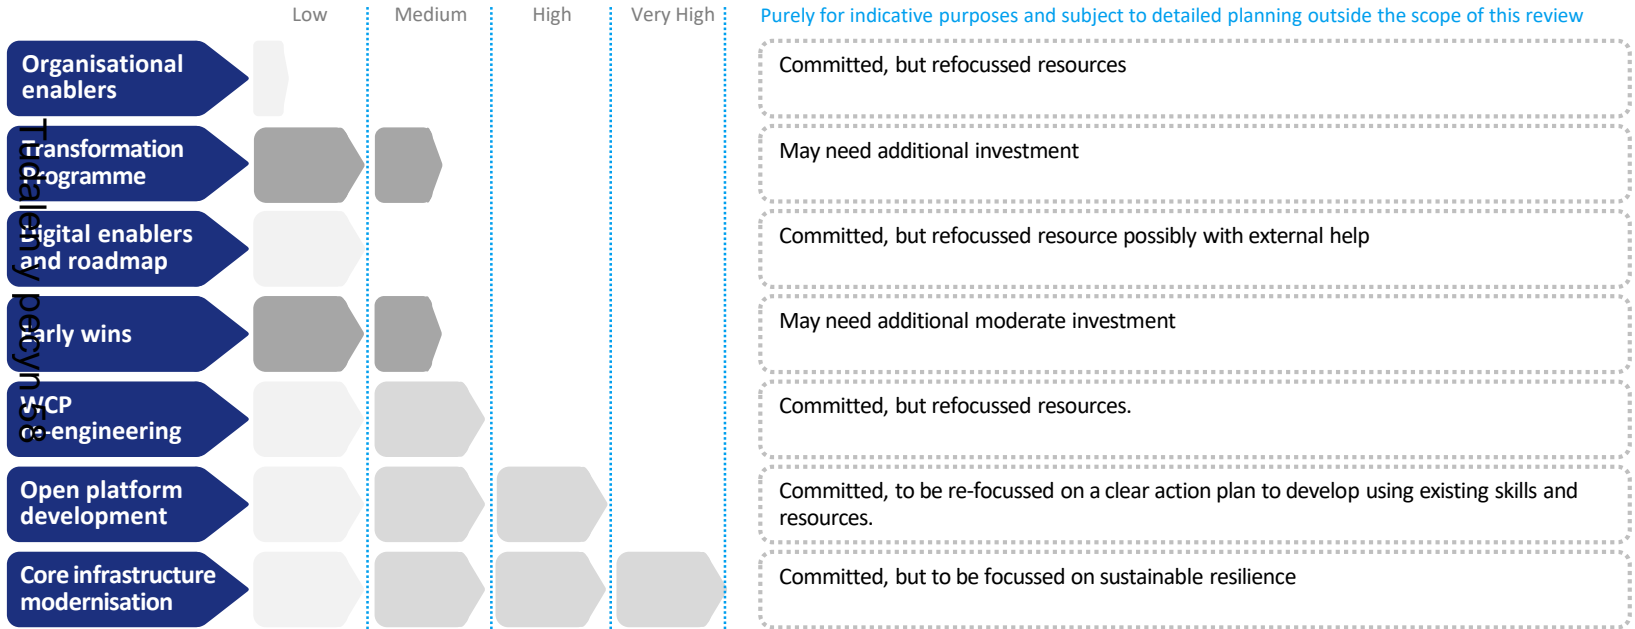 Low Medium High Very High Purely for indicative purposes and subject to detailed planning outside the scope of this review
Organisational
enablers
Committed, but refocussed resources
Transformation
Programme
May need additional investment
Digital enablers
and roadmap
Committed, but refocussed resource possibly with external help
Early wins
May need additional moderate investment
WCP
re-engineering
Committed, but refocussed resources.
Open platform
development
Committed, to be re-focussed on a clear action plan to develop using existing skills and
resources.
Core infrastructure
modernisation
Committed, but to be focussed on sustainable resilience
Tudalen y pecyn 58